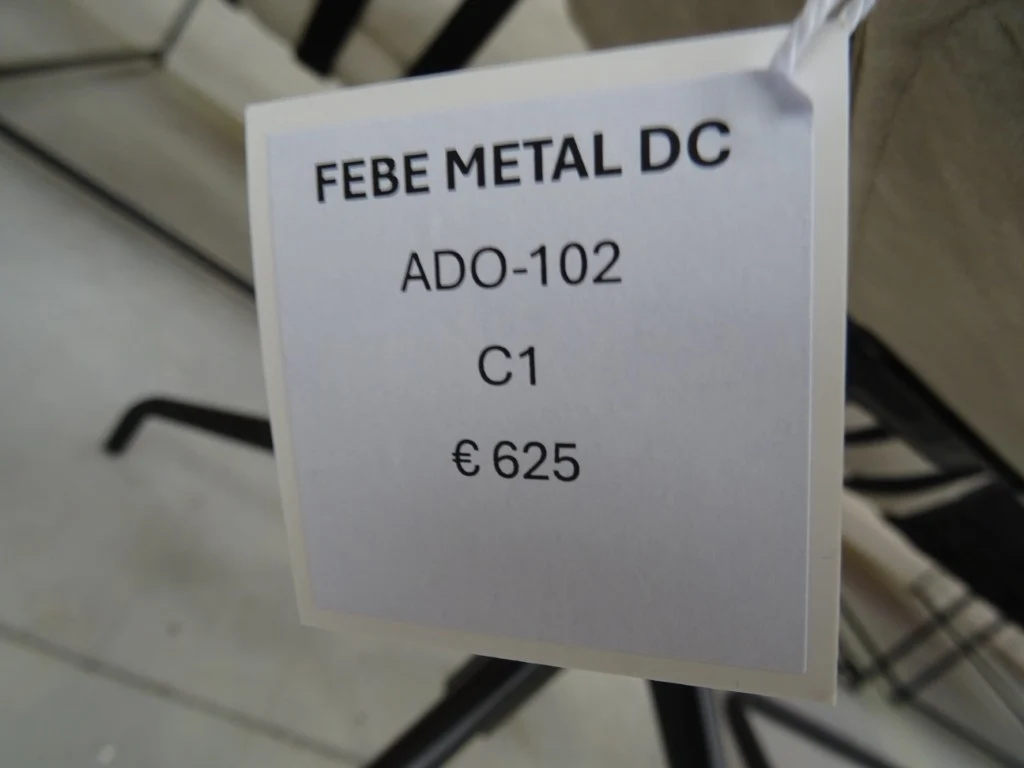 FEBE METAL DC
ADO-102
C1
€ 625